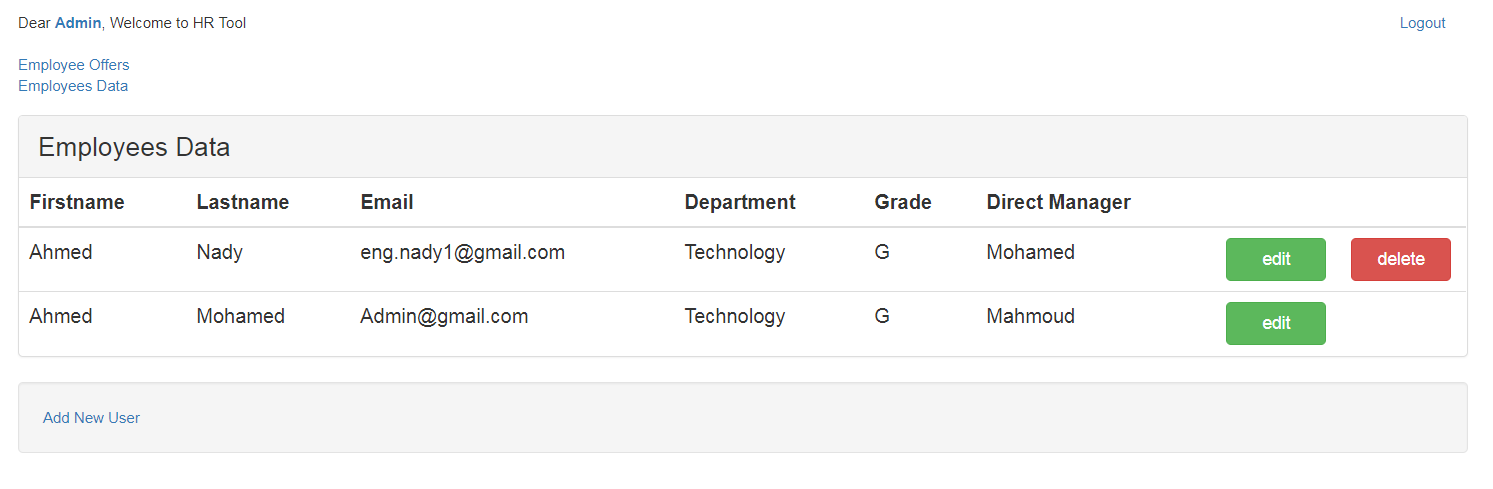 Dear Admin, Welcome to HR Tool Logout
Employee Offers
Employees Data
Employees Data
Firstname Lastname Email Department Grade Direct Manager
Ahmed Nady eng.nady1@gmail.com Technology G Mohamed edit delete
Ahmed Mohamed Admin@gmail.com Technology G Mahmoud edit
Add New User